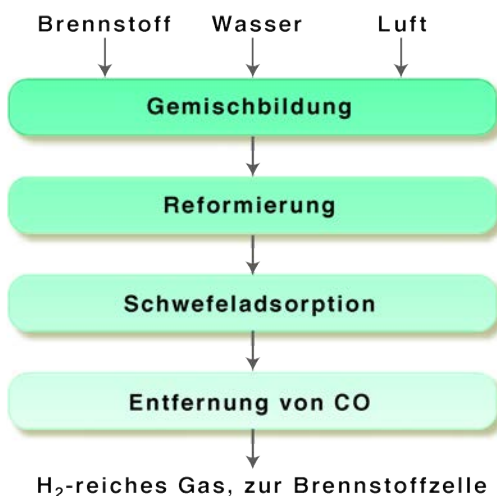 Brennstoff Wasser Luft
Gemischbildung
Reformierung
Schwefeladsorption
Entfernung von CO
H₂-reiches Gas, zur Brennstoffzelle